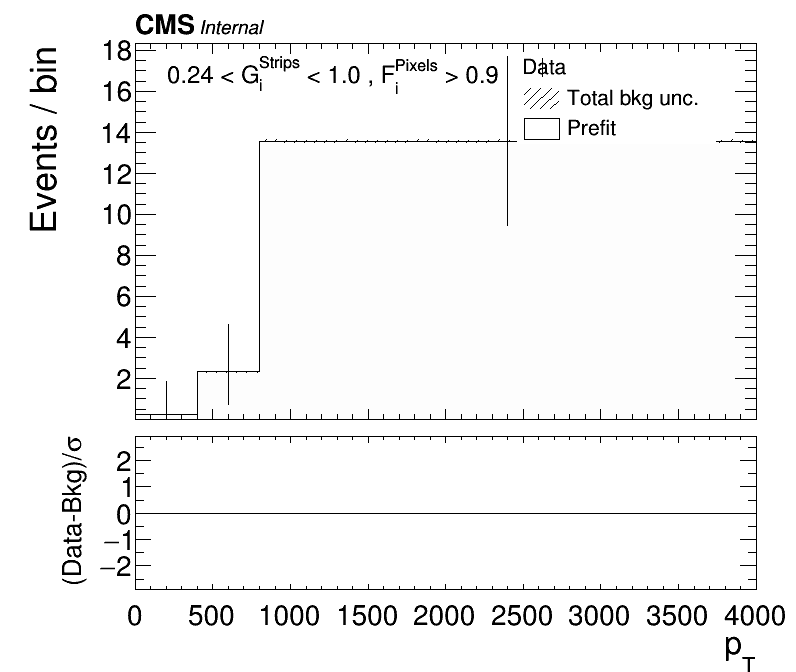 CMS Internal
Events / bin
18
16
14
12
10
8
6
4
2
0.24 < G_i^Strips < 1.0 , F_i^Pixels > 0.9
Data
Total bkg unc.
Prefit
(Data-Bkg)/σ
2
1
0
−1
−2
0 500 1000 1500 2000 2500 3000 3500 4000
p_T